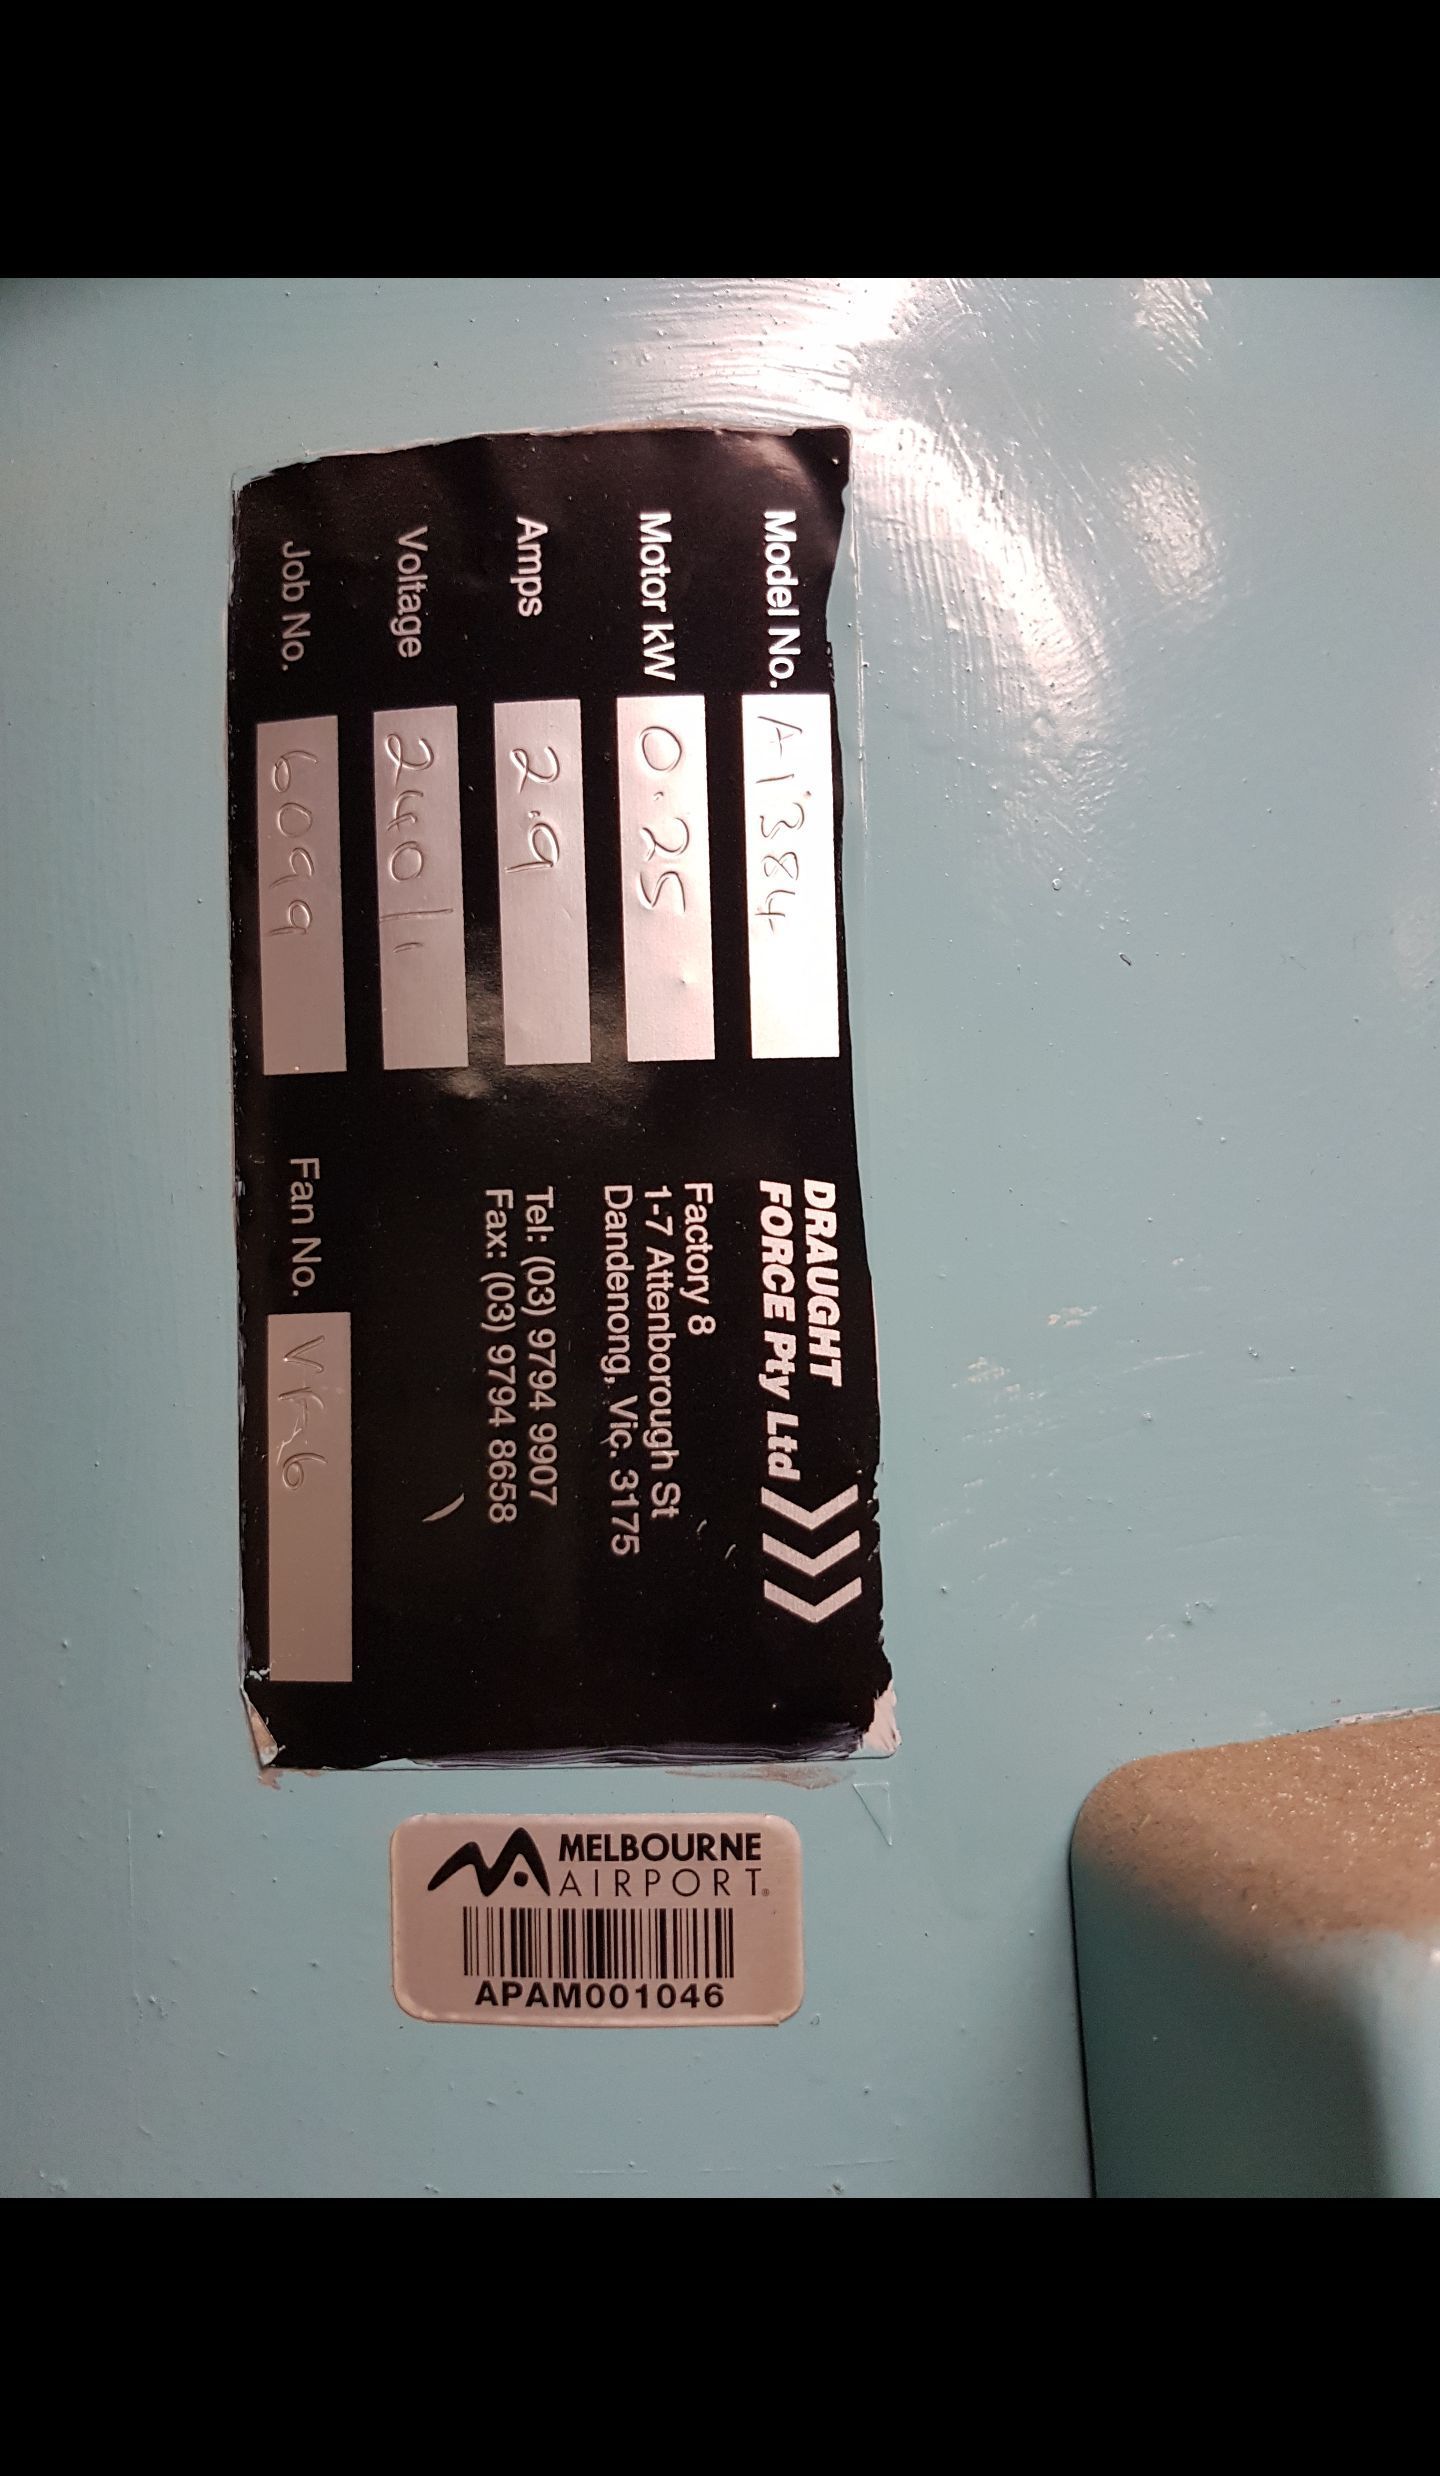 Model No. A1384
Motor kW 0.25
Amps 2.9
Voltage 240/1
Job No. 6099
DRAUGHT
FORCE Pty Ltd
Factory 8
1-7 Attenborough St
Dandenong, Vic. 3175
Tel: (03) 9794 9907
Fax: (03) 9794 8658
Fan No. VF6
MELBOURNE
AIRPORT
APAM001046